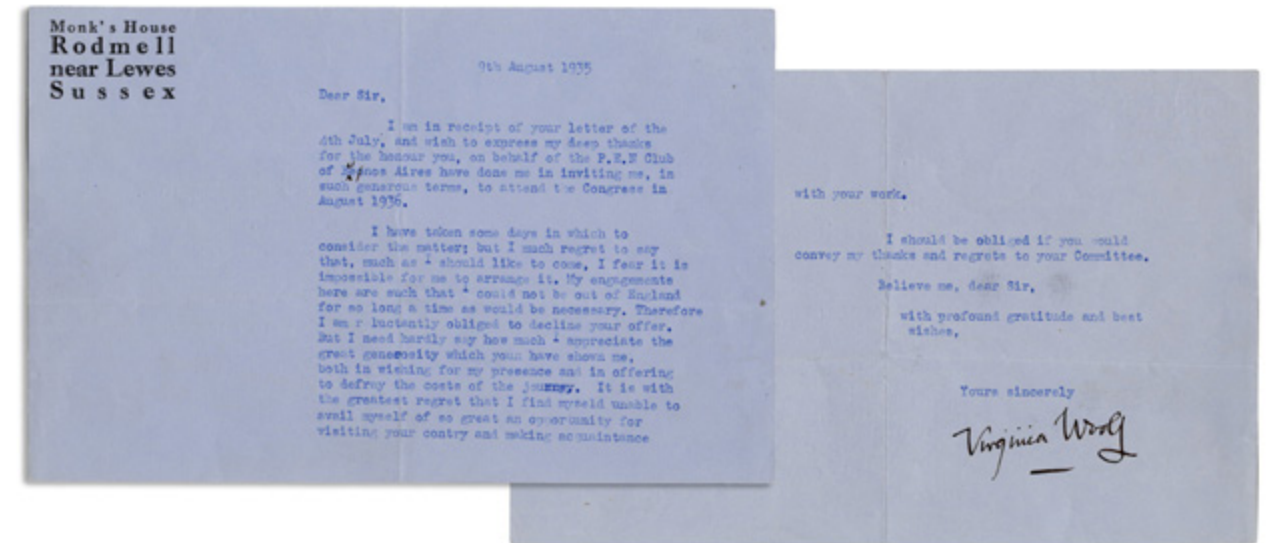 Monk's House
Rodmell
near Lewes
Sussex
9th August 1935
Dear Sir,
I am in receipt of your letter of the
4th July, and wish to express my deep thanks
for the honour you, on behalf of the P.E.N Club
of Buenos Aires have done me in inviting me, in
such generous terms, to attend the Congress in
August 1936.
I have taken some days in which to
consider the matter; but I much regret to say
that, much as I should like to come, I fear it is
impossible for me to arrange it. My engagements
here are such that I could not be out of England
for so long a time as would be necessary. Therefore
I am r luctantly obliged to decline your offer.
But I need hardly say how much I appreciate the
great generosity which your have shown me,
both in wishing for my presence and in offering
to defray the costs of the journey. It is with
the greatest regret that I find myseld unable to
avail myself of so great an opportunity for
visiting your contry and making acquaintance
with your work.
I should be obliged if you would
convey my thanks and regrets to your Committee.
Believe me, dear Sir,
with profound gratitude and best
wishes,
Yours sincerely
Virginia Woolf